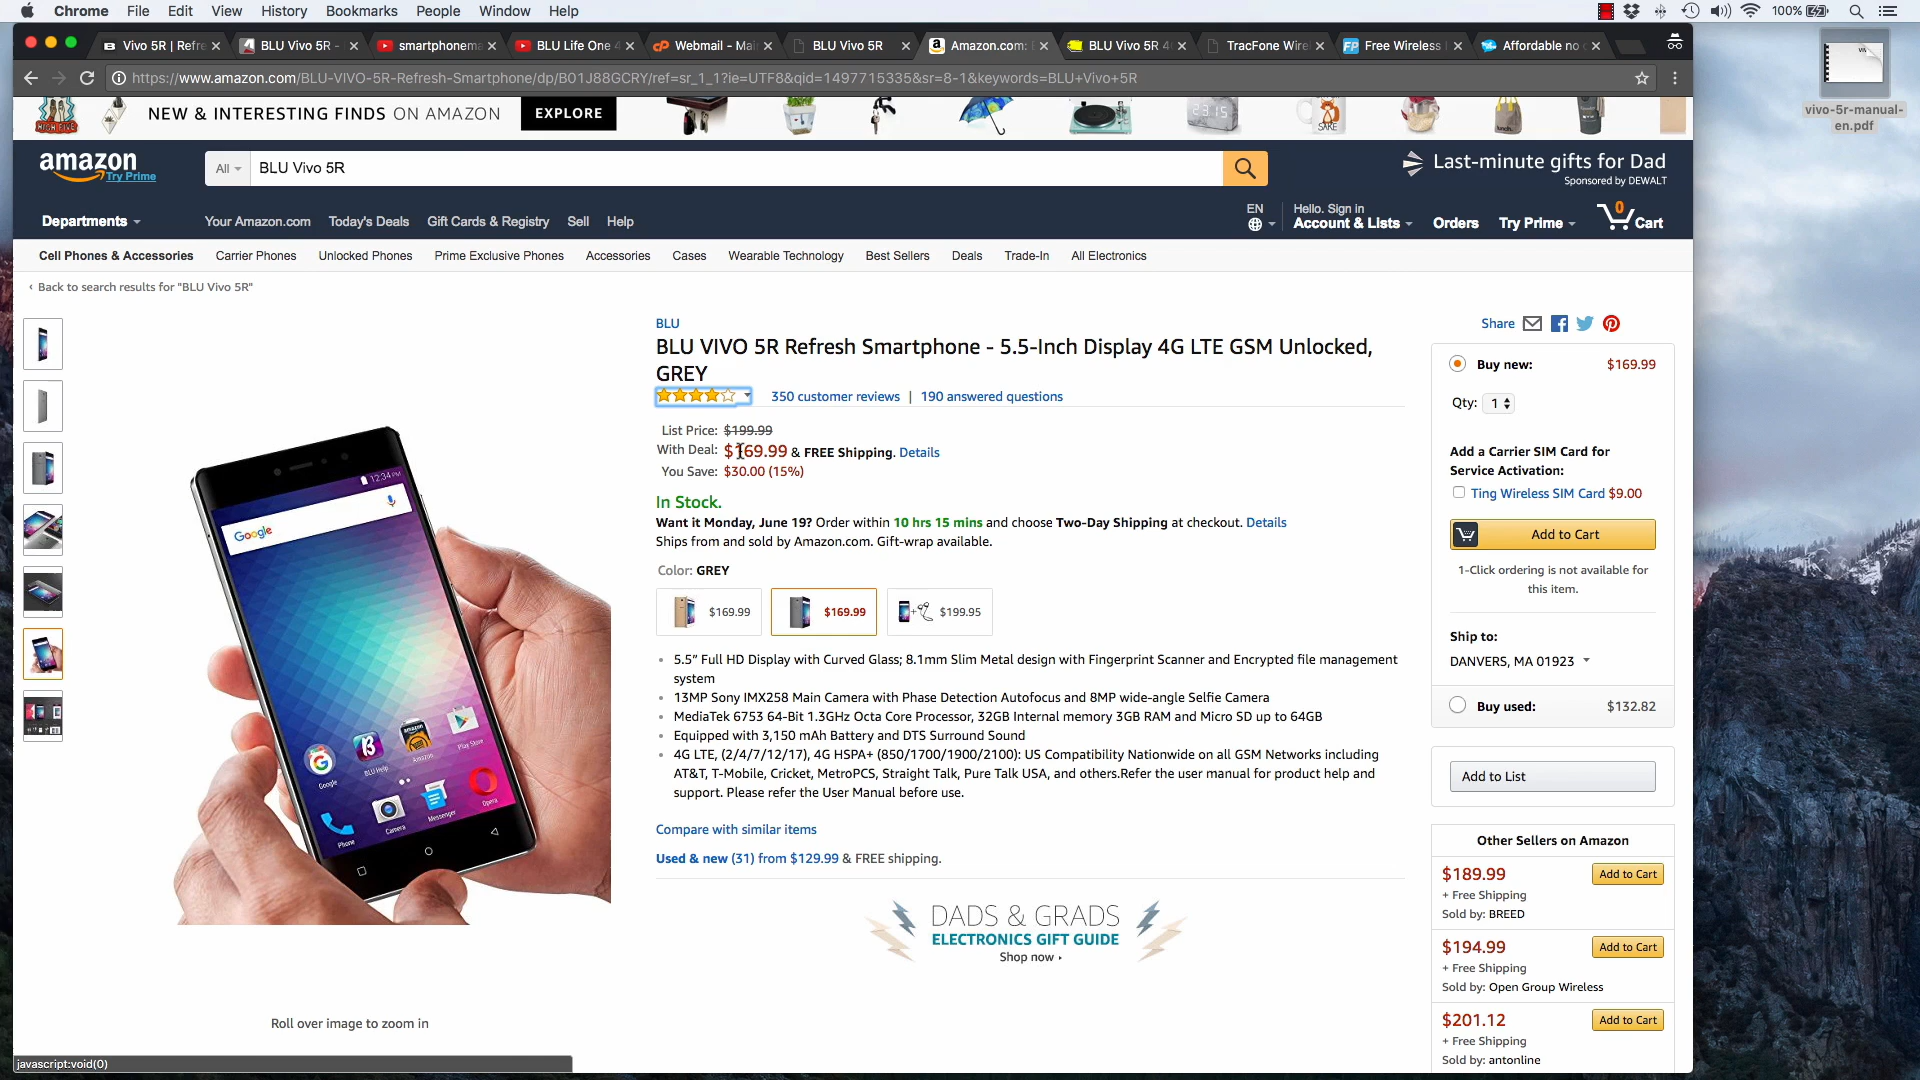 Chrome File Edit View History Bookmarks People Window Help 100%
Vivo 5R | Refre BLU Vivo 5R - smartphonema BLU Life One 4 Webmail - Mai BLU Vivo 5R Amazon.com: BLU Vivo 5R 4 TracFone Wire Free Wireless Affordable no
https://www.amazon.com/BLU-VIVO-5R-Refresh-Smartphone/dp/B01J88GCRY/ref=sr_1_1?ie=UTF8&qid=1497715335&sr=8-1&keywords=BLU+Vivo+5R
vivo-5r-manual-
en.pdf
NEW & INTERESTING FINDS ON AMAZON EXPLORE
amazon
Try Prime
All BLU Vivo 5R
Last-minute gifts for Dad
Sponsored by DEWALT
Departments Your Amazon.com Today's Deals Gift Cards & Registry Sell Help
EN Hello. Sign in 0
Account & Lists Orders Try Prime Cart
Cell Phones & Accessories Carrier Phones Unlocked Phones Prime Exclusive Phones Accessories Cases Wearable Technology Best Sellers Deals Trade-In All Electronics
‹ Back to search results for "BLU Vivo 5R"
BLU
BLU VIVO 5R Refresh Smartphone - 5.5-Inch Display 4G LTE GSM Unlocked,
GREY
350 customer reviews | 190 answered questions
List Price: $199.99
With Deal: $169.99 & FREE Shipping. Details
You Save: $30.00 (15%)
In Stock.
Want it Monday, June 19? Order within 10 hrs 15 mins and choose Two-Day Shipping at checkout. Details
Ships from and sold by Amazon.com. Gift-wrap available.
Color: GREY
$169.99 $169.99 $199.95
• 5.5” Full HD Display with Curved Glass; 8.1mm Slim Metal design with Fingerprint Scanner and Encrypted file management
system
• 13MP Sony IMX258 Main Camera with Phase Detection Autofocus and 8MP wide-angle Selfie Camera
• MediaTek 6753 64-Bit 1.3GHz Octa Core Processor, 32GB Internal memory 3GB RAM and Micro SD up to 64GB
• Equipped with 3,150 mAh Battery and DTS Surround Sound
• 4G LTE, (2/4/7/12/17), 4G HSPA+ (850/1700/1900/2100): US Compatibility Nationwide on all GSM Networks including
AT&T, T-Mobile, Cricket, MetroPCS, Straight Talk, Pure Talk USA, and others.Refer the user manual for product help and
support. Please refer the User Manual before use.
Compare with similar items
Used & new (31) from $129.99 & FREE shipping.
DADS & GRADS
ELECTRONICS GIFT GUIDE
Shop now ›
12:34 PM
Google
Google BLU Help Amazon Play Store
Phone Camera Messenger Opera
Roll over image to zoom in
Share
Buy new: $169.99
Qty: 1
Add a Carrier SIM Card for
Service Activation:
Ting Wireless SIM Card $9.00
Add to Cart
1-Click ordering is not available for
this item.
Ship to:
DANVERS, MA 01923
Buy used: $132.82
Add to List
Other Sellers on Amazon
$189.99 Add to Cart
+ Free Shipping
Sold by: BREED
$194.99 Add to Cart
+ Free Shipping
Sold by: Open Group Wireless
$201.12 Add to Cart
+ Free Shipping
Sold by: antonline
javascript:void(0)